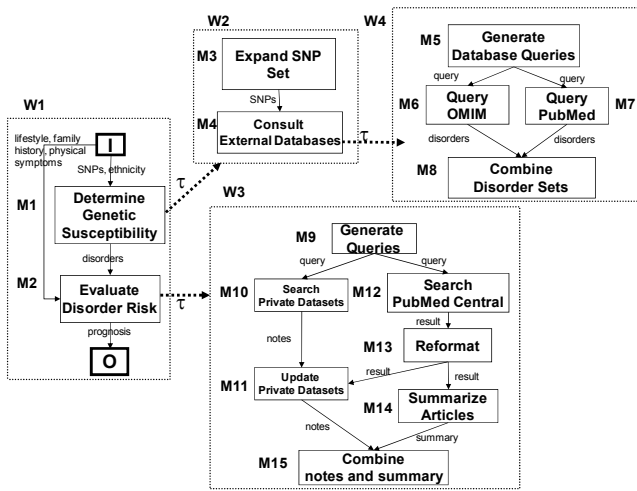 W1
lifestyle, family
history, physical
symptoms
I
SNPs, ethnicity
M1
Determine
Genetic
Susceptibility
τ
disorders
M2
Evaluate
Disorder Risk
τ
prognosis
O
W2
M3
Expand SNP
Set
SNPs
M4
Consult
External Databases
τ
W4
M5
Generate
Database Queries
query
query
M6
Query
OMIM
Query
PubMed
M7
disorders
disorders
M8
Combine
Disorder Sets
W3
M9
Generate
Queries
query
query
M10
Search
Private Datasets
M12
Search
PubMed Central
notes
result
M13
Reformat
result
result
M11
Update
Private Datasets
M14
Summarize
Articles
notes
summary
M15
Combine
notes and summary